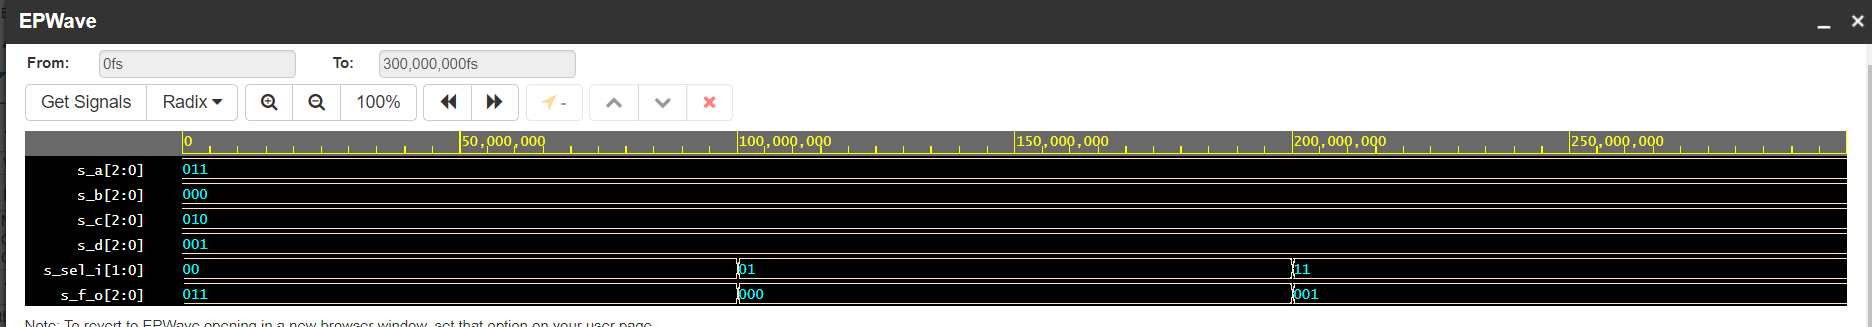 EPWave
From: 0fs To: 300,000,000fs
Get Signals Radix 100% -
0 50,000,000 100,000,000 150,000,000 200,000,000 250,000,000
s_a[2:0] 011
s_b[2:0] 000
s_c[2:0] 010
s_d[2:0] 001
s_sel_i[1:0] 00 01 11
s_f_o[2:0] 011 000 001
Note: To revert to EPWave opening in a new browser window, set that option on your user page.